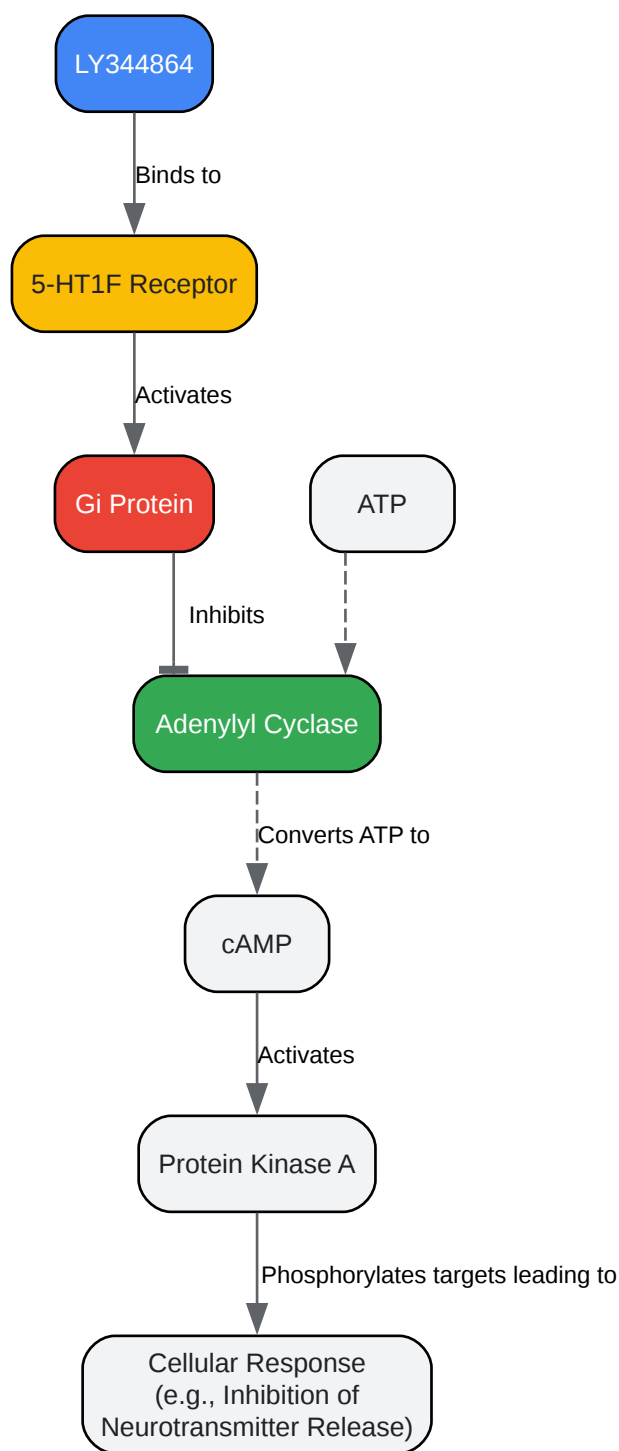 LY344864
Binds to
5-HT1F Receptor
Activates
Gi Protein
ATP
Inhibits
Adenylyl Cyclase
Converts ATP to
cAMP
Activates
Protein Kinase A
Phosphorylates targets leading to
Cellular Response
(e.g., Inhibition of
Neurotransmitter Release)